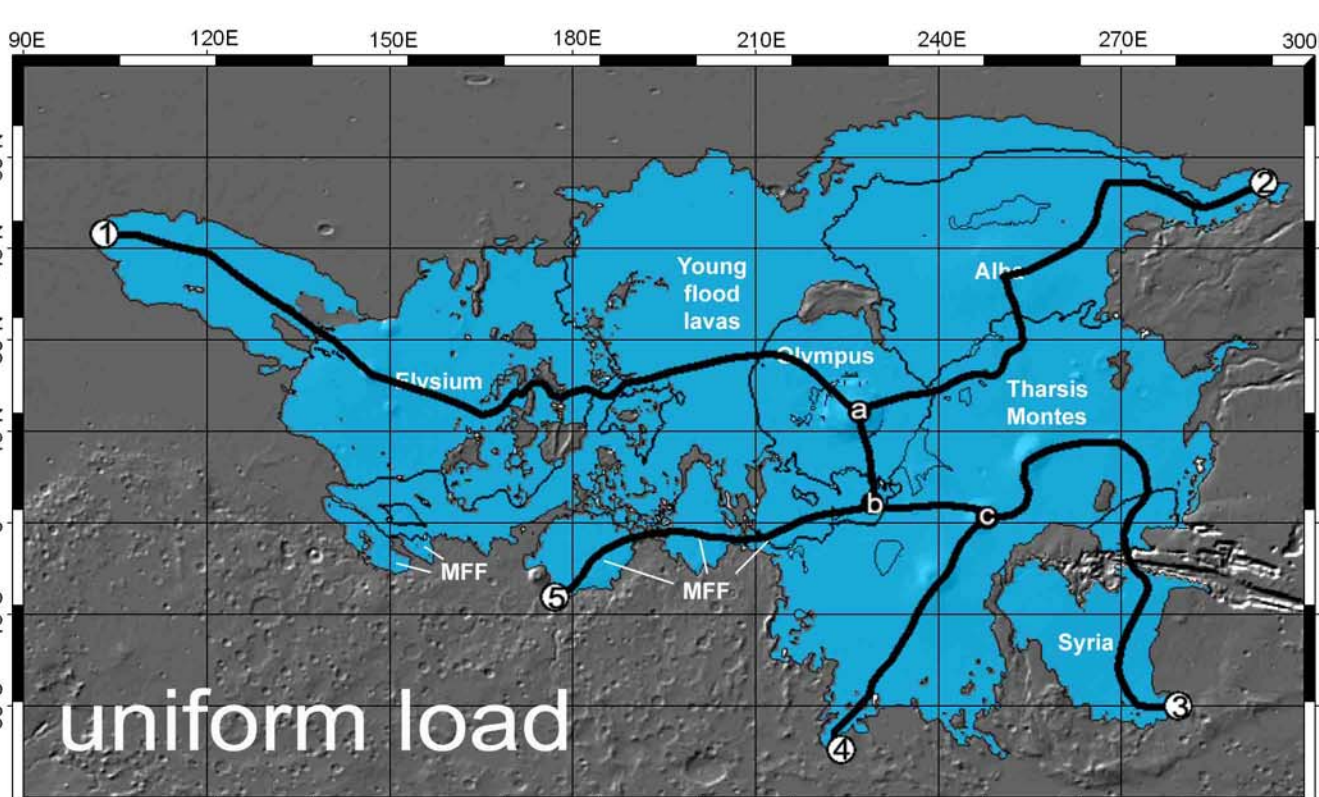 90E 120E 150E 180E 210E 240E 270E 300
2
1
Young
flood
lavas
Alba
Olympus
Elysium
Tharsis
Montes
a
b
c
MFF
MFF
5
Syria
3
uniform load
4